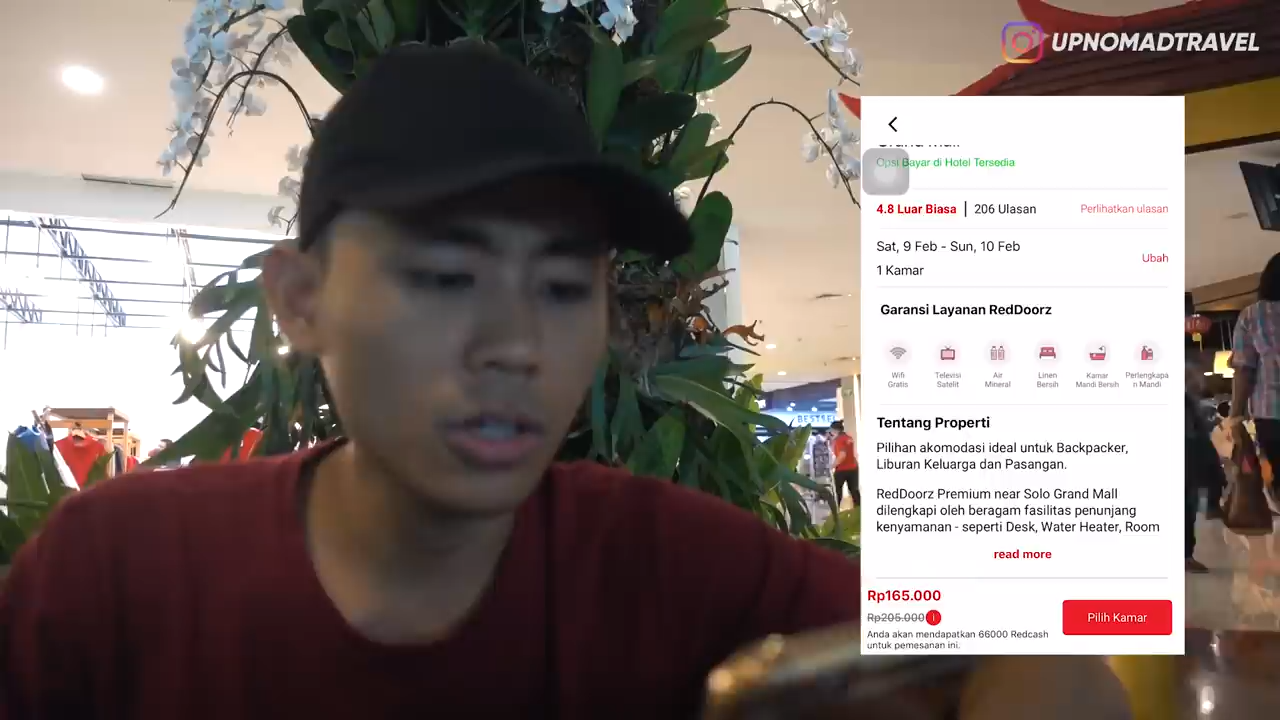 UPNOMADTRAVEL
Opsi Bayar di Hotel Tersedia
4.8 Luar Biasa | 206 Ulasan
Perlihatkan ulasan
Sat, 9 Feb - Sun, 10 Feb
1 Kamar
Ubah
Garansi Layanan RedDoorz
Wifi
Gratis
Televisi
Satelit
Air
Mineral
Linen
Bersih
Kamar
Mandi Bersih
Perlengkapa
n Mandi
Tentang Properti
Pilihan akomodasi ideal untuk Backpacker,
Liburan Keluarga dan Pasangan.
RedDoorz Premium near Solo Grand Mall
dilengkapi oleh beragam fasilitas penunjang
kenyamanan - seperti Desk, Water Heater, Room
read more
Rp165.000
Rp205.000
Anda akan mendapatkan 66000 Redcash
untuk pemesanan ini.
Pilih Kamar